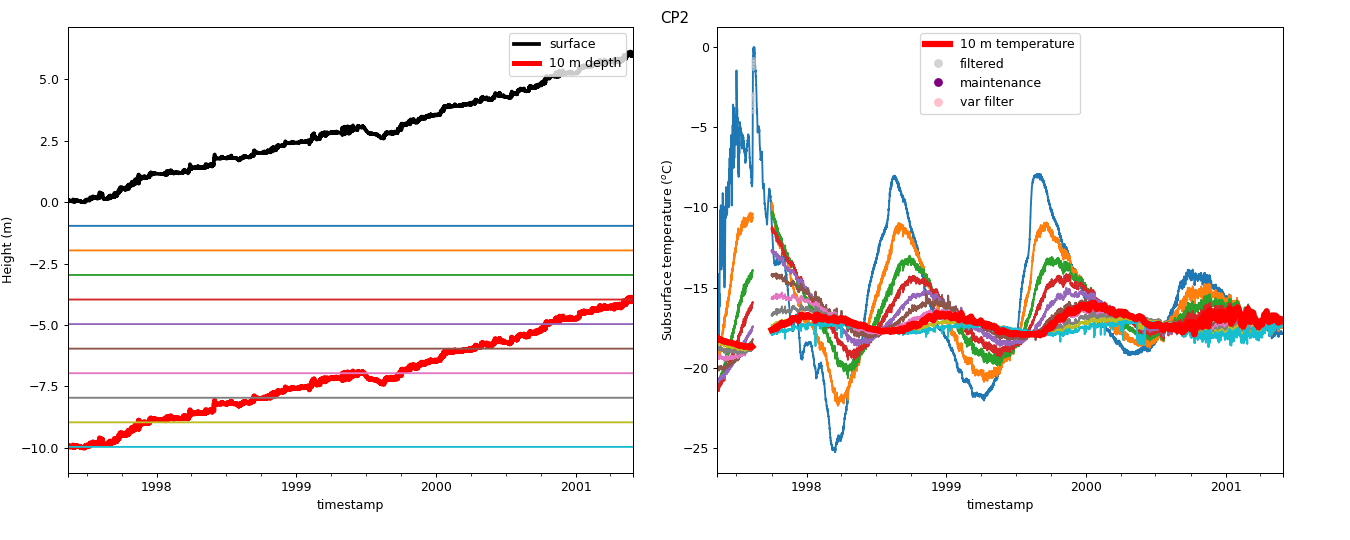 CP2
surface
10 m depth
5.0
2.5
0.0
−2.5
−5.0
−7.5
−10.0
Height (m)
1998
1999
2000
2001
timestamp
10 m temperature
filtered
maintenance
var filter
0
−5
−10
−15
−20
−25
Subsurface temperature (°C)
1998
1999
2000
2001
timestamp